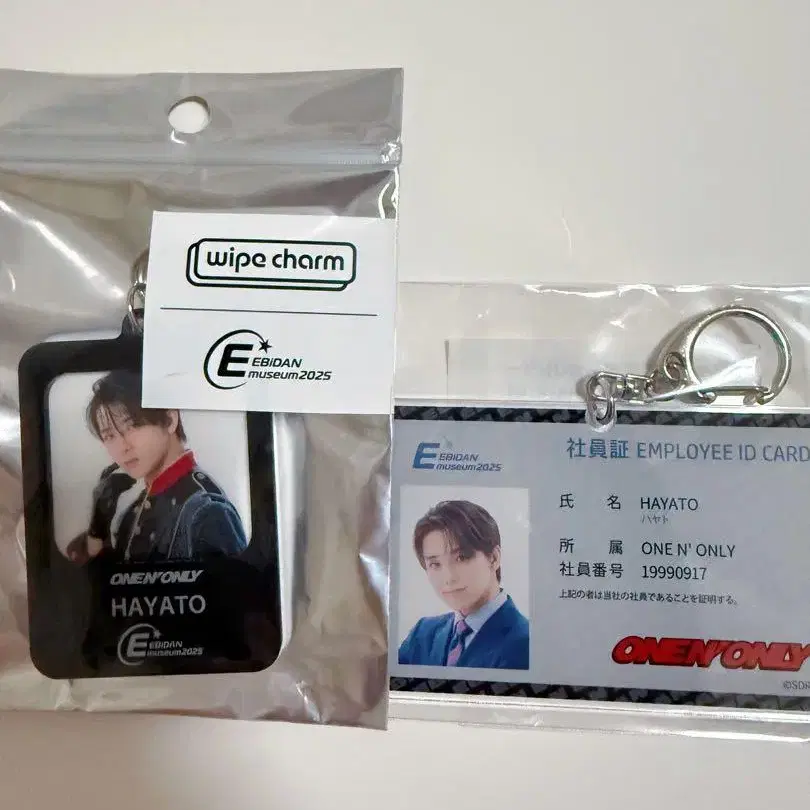 wipe charm
E EBiDAN
museum2025
ONE N' ONLY
HAYATO
E EBiDAN
museum2025
E EBiDAN
museum2025
社員証 EMPLOYEE ID CARD
氏 名 HAYATO
ハヤト
所 属 ONE N' ONLY
社員番号 19990917
上記の者は当社の社員であることを証明する。
ONE N' ONLY